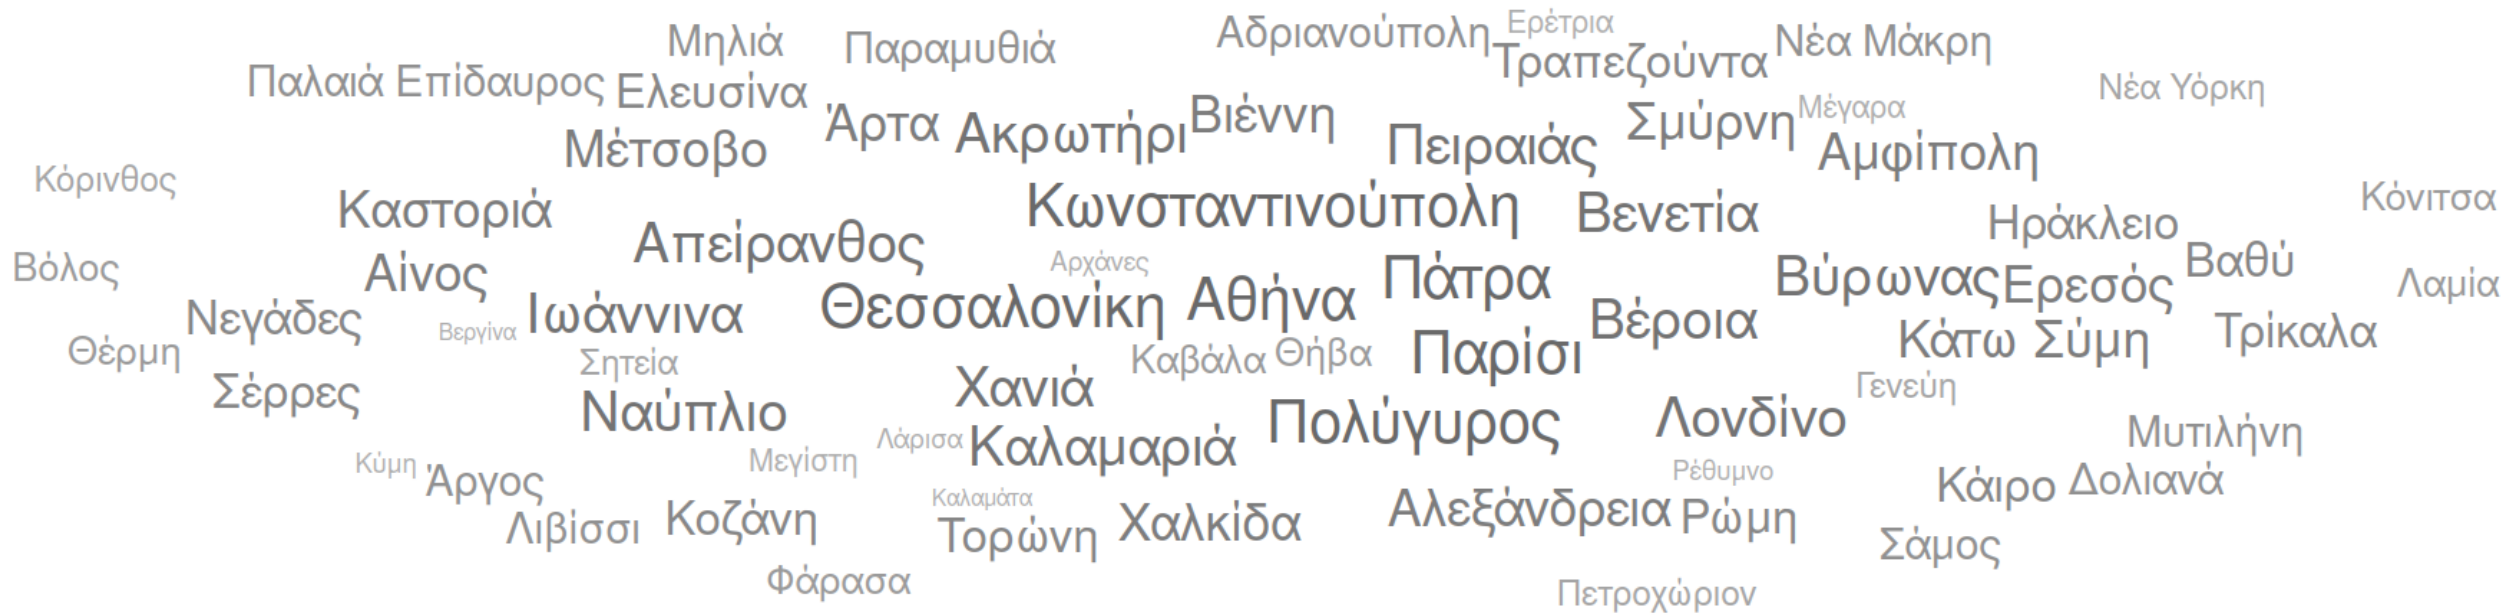 Ερέτρια
Μηλιά Παραμυθιά Αδριανούπολη Νέα Μάκρη
Τραπεζούντα
Παλαιά Επίδαυρος Ελευσίνα Νέα Υόρκη
Μέγαρα
Άρτα Ακρωτήρι Βιέννη Σμύρνη
Μέτσοβο Πειραιάς Αμφίπολη
Κόρινθος
Καστοριά Κωνσταντινούπολη Βενετία Ηράκλειο Κόνιτσα
Απείρανθος
Βόλος Αίνος Αρχάνες Βαθύ
Πάτρα Βύρωνας Ερεσός Λαμία
Νεγάδες Ιωάννινα Θεσσαλονίκη Αθήνα Βέροια
Βεργίνα Κάτω Σύμη Τρίκαλα
Θέρμη Σητεία Καβάλα Θήβα Παρίσι
Σέρρες Χανιά Γενεύη
Ναύπλιο Πολύγυρος Λονδίνο
Λάρισα Καλαμαριά Μυτιλήνη
Κύμη Μεγίστη Ρέθυμνο
Άργος Καλαμάτα Κάιρο Δολιανά
Λιβίσσι Κοζάνη Τορώνη Χαλκίδα Αλεξάνδρεια Ρώμη
Σάμος
Φάρασα Πετροχώριον